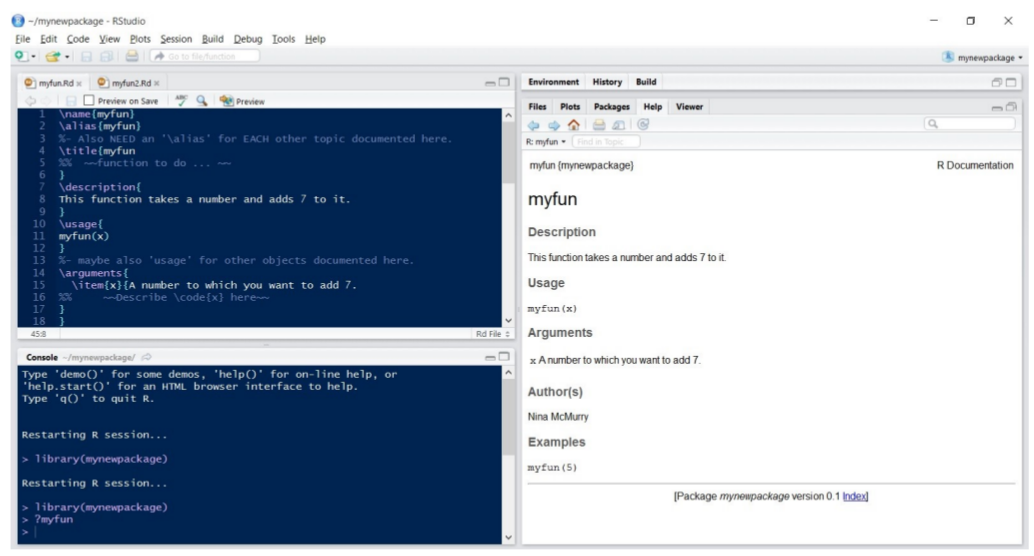 ~/mynewpackage - RStudio
File Edit Code View Plots Session Build Debug Tools Help
Go to file/function
mynewpackage
myfun.Rd
myfun2.Rd
Preview on Save
ABC
Preview
1 \name{myfun}
2 \alias{myfun}
3 %- Also NEED an '\alias' for EACH other topic documented here.
4 \title{myfun
5 %% ~~function to do ... ~~
6 }
7 \description{
8 This function takes a number and adds 7 to it.
9 }
10 \usage{
11 myfun(x)
12 }
13 %- maybe also 'usage' for other objects documented here.
14 \arguments{
15 \item{x}{A number to which you want to add 7.
16 %% ~~Describe \code{x} here~~
17 }
18 }
45:8
Rd File
Console ~/mynewpackage/
Type 'demo()' for some demos, 'help()' for on-line help, or
'help.start()' for an HTML browser interface to help.
Type 'q()' to quit R.
Restarting R session...
> library(mynewpackage)
Restarting R session...
> library(mynewpackage)
> ?myfun
>
Environment History Build
Files Plots Packages Help Viewer
R: myfun
Find in Topic
myfun {mynewpackage}
R Documentation
myfun
Description
This function takes a number and adds 7 to it.
Usage
myfun(x)
Arguments
x A number to which you want to add 7.
Author(s)
Nina McMurry
Examples
myfun(5)
[Package mynewpackage version 0.1 Index]